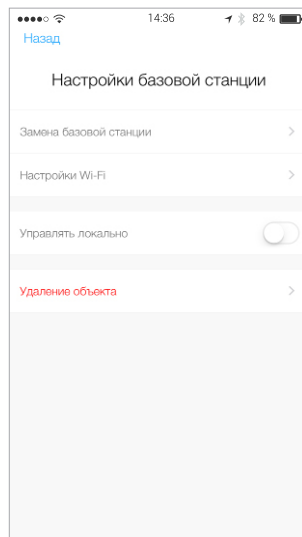 14:36
82 %
Назад
Настройки базовой станции
Замена базовой станции
Настройки Wi-Fi
Управлять локально
Удаление объекта